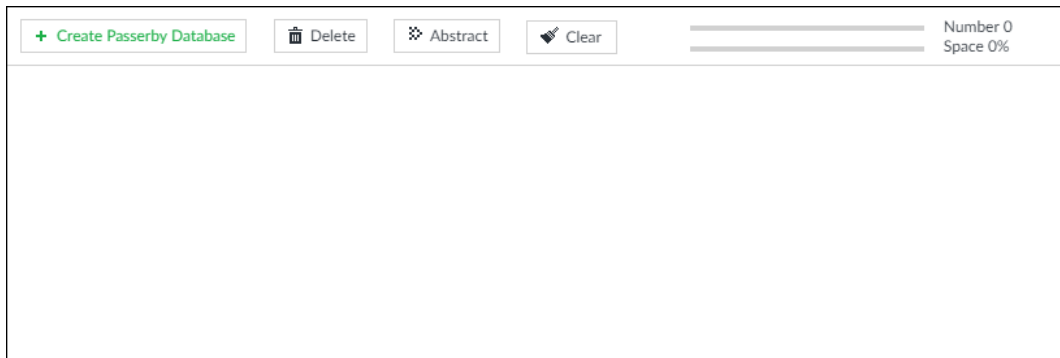 + Create Passerby Database Delete Abstract Clear Number 0
Space 0%